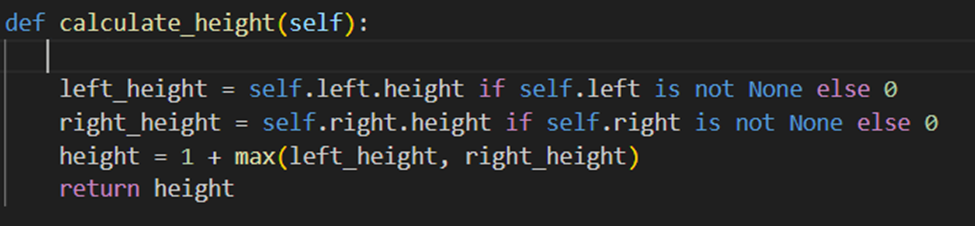 def calculate_height(self):
    left_height = self.left.height if self.left is not None else 0
    right_height = self.right.height if self.right is not None else 0
    height = 1 + max(left_height, right_height)
    return height